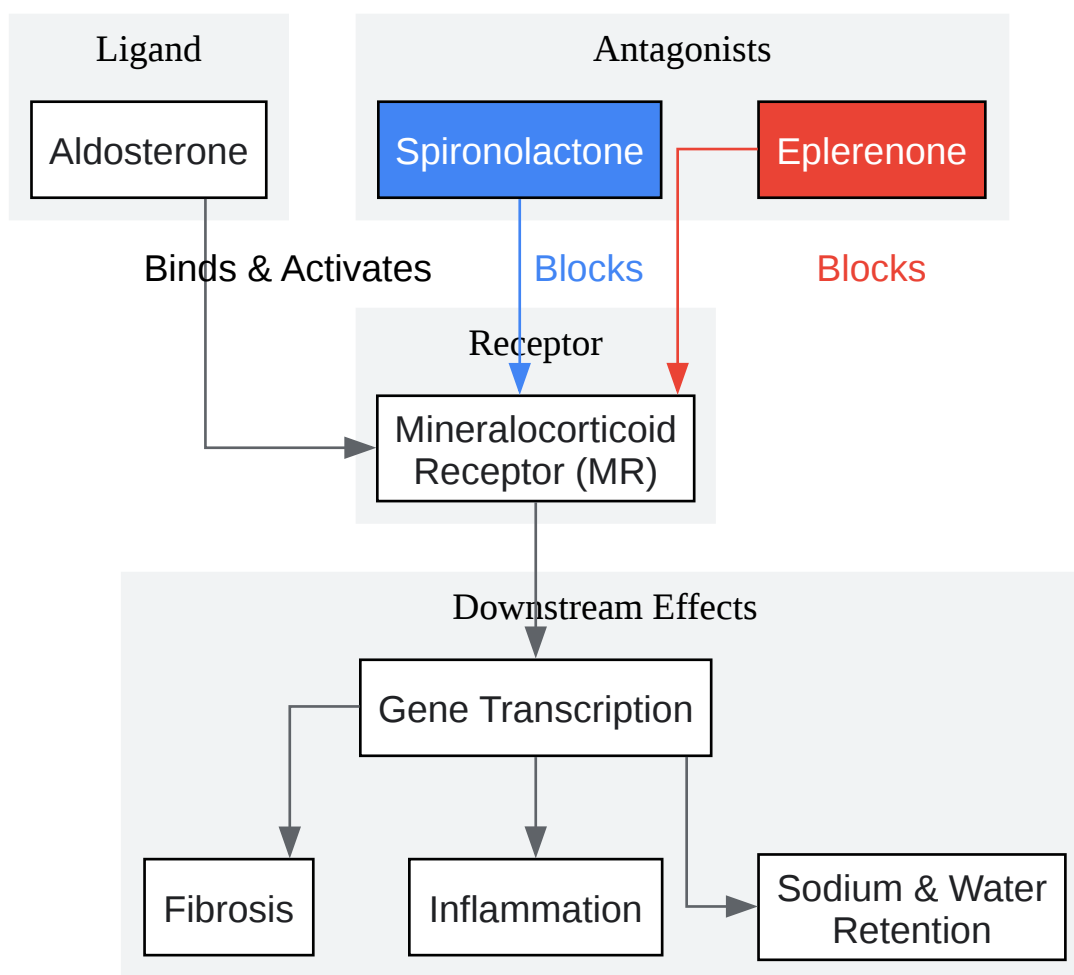 Ligand
Antagonists
Aldosterone
Spironolactone
Eplerenone
Binds & Activates
Blocks
Blocks
Receptor
Mineralocorticoid
Receptor (MR)
Downstream Effects
Gene Transcription
Fibrosis
Inflammation
Sodium & Water
Retention